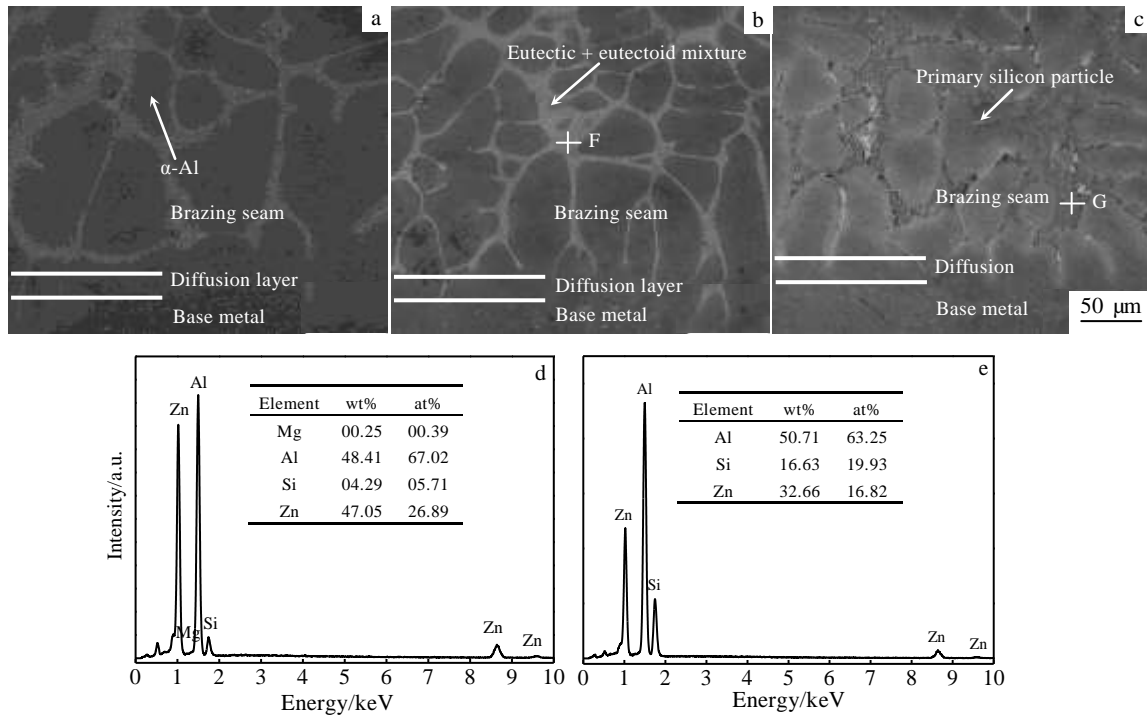 a
α-Al
Brazing seam
Diffusion layer
Base metal
b
Eutectic + eutectoid mixture
F
Brazing seam
Diffusion layer
Base metal
c
Primary silicon particle
Brazing seam
G
Diffusion
Base metal
50 μm
d
Intensity/a.u.
Zn
Al
Mg
Si
Zn
Zn
Element wt% at%
Mg 00.25 00.39
Al 48.41 67.02
Si 04.29 05.71
Zn 47.05 26.89
0 1 2 3 4 5 6 7 8 9 10
Energy/keV
e
Zn
Al
Si
Zn
Zn
Element wt% at%
Al 50.71 63.25
Si 16.63 19.93
Zn 32.66 16.82
0 1 2 3 4 5 6 7 8 9 10
Energy/keV